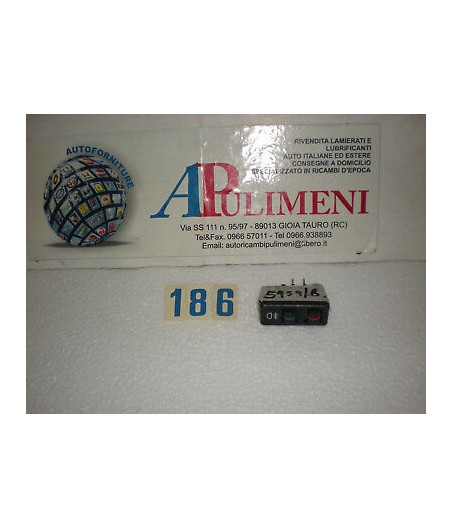 AUTOFORNITURE
APULIMENI
RIVENDITA LAMIERATI E
LUBRIFICANTI
AUTO ITALIANE ED ESTERE
CONSEGNE A DOMICILIO
SPECIALIZZATO IN RICAMBI D'EPOCA
Via SS 111 n. 95/97 - 89013 GIOIA TAURO (RC)
Tel&Fax. 0966 57011 - Tel 0966.938893
Email: autoricambipulimeni@libero.it
186